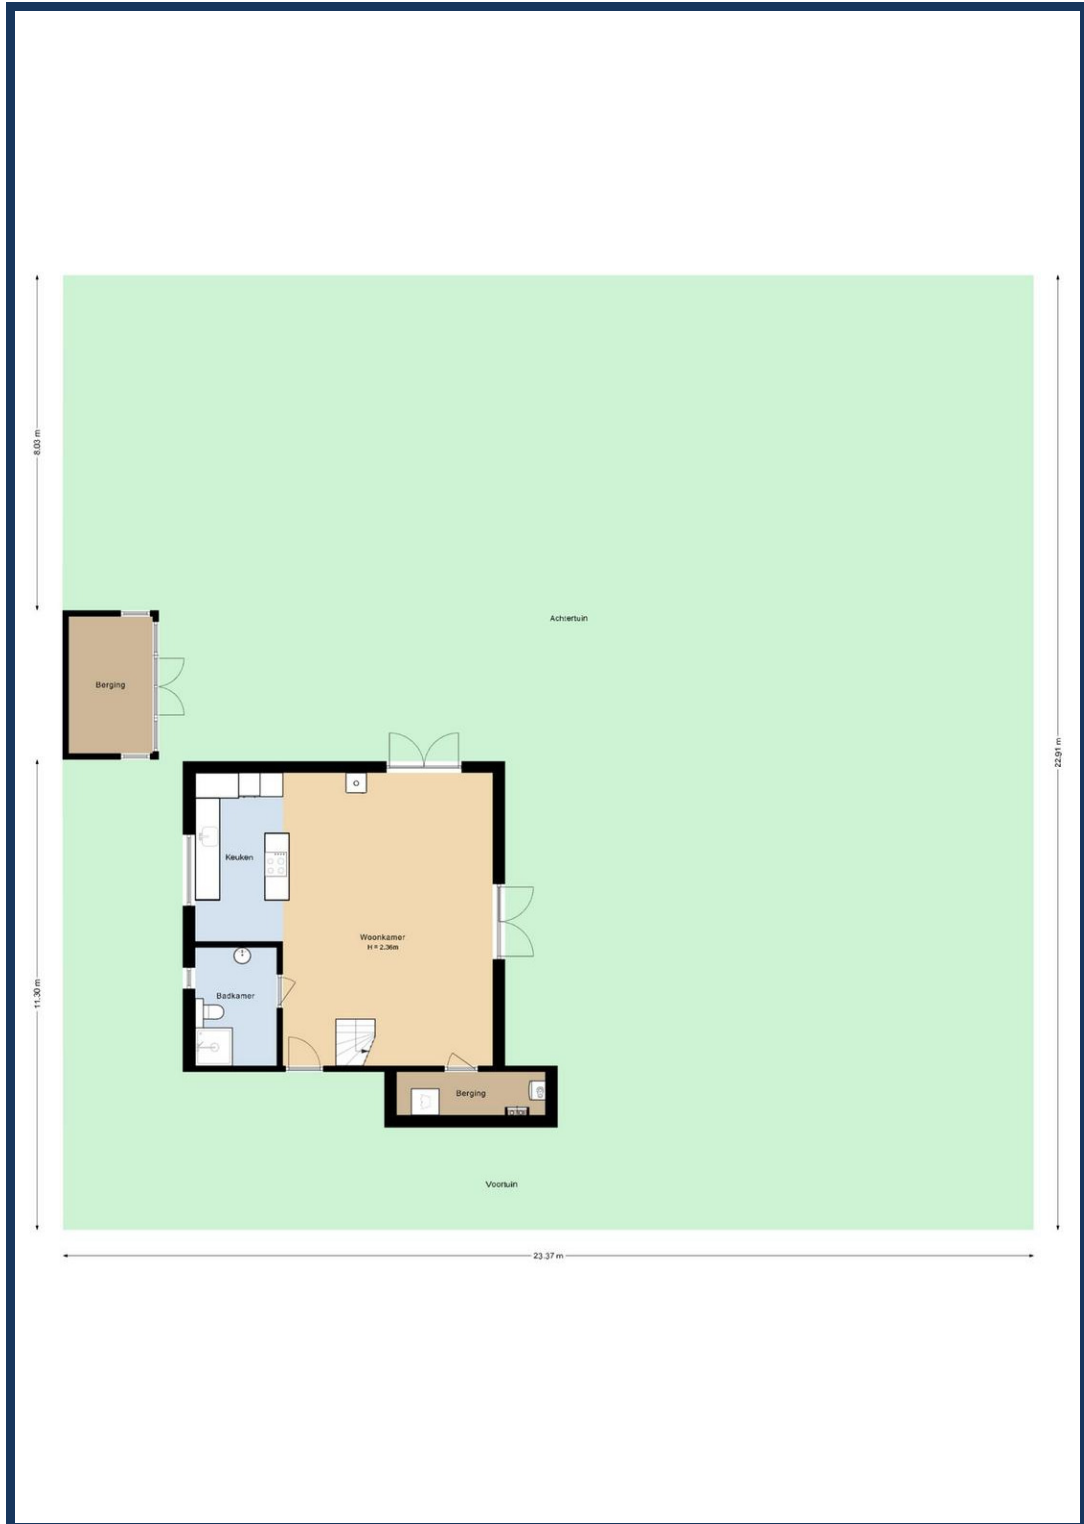 8.03 m
Achtertuin
Berging
22.91 m
Keuken
Woonkamer
H = 2.36m
11.30 m
Badkamer
Berging
Voortuin
23.37 m